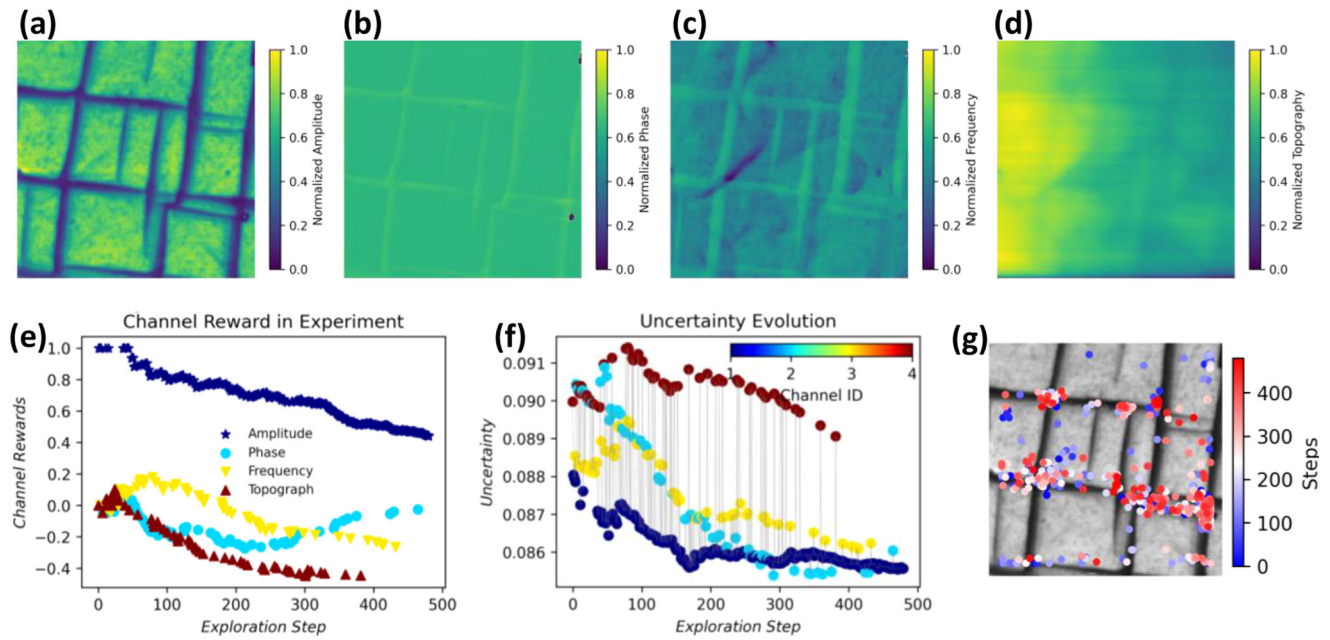 (a)
1.0
0.8
0.6
0.4
0.2
0.0
Normalized Amplitude
(b)
1.0
0.8
0.6
0.4
0.2
0.0
Normalized Phase
(c)
1.0
0.8
0.6
0.4
0.2
0.0
Normalized Frequency
(d)
1.0
0.8
0.6
0.4
0.2
0.0
Normalized Topography
(e)
Channel Reward in Experiment
1.0
0.8
0.6
0.4
0.2
0.0
−0.2
−0.4
Channel Rewards
Amplitude
Phase
Frequency
Topograph
0
100
200
300
400
500
Exploration Step
(f)
Uncertainty Evolution
0.091
0.090
0.089
0.088
0.087
0.086
Uncertainty
1
2
3
4
Channel ID
0
100
200
300
400
500
Exploration Step
(g)
400
300
200
100
0
Steps